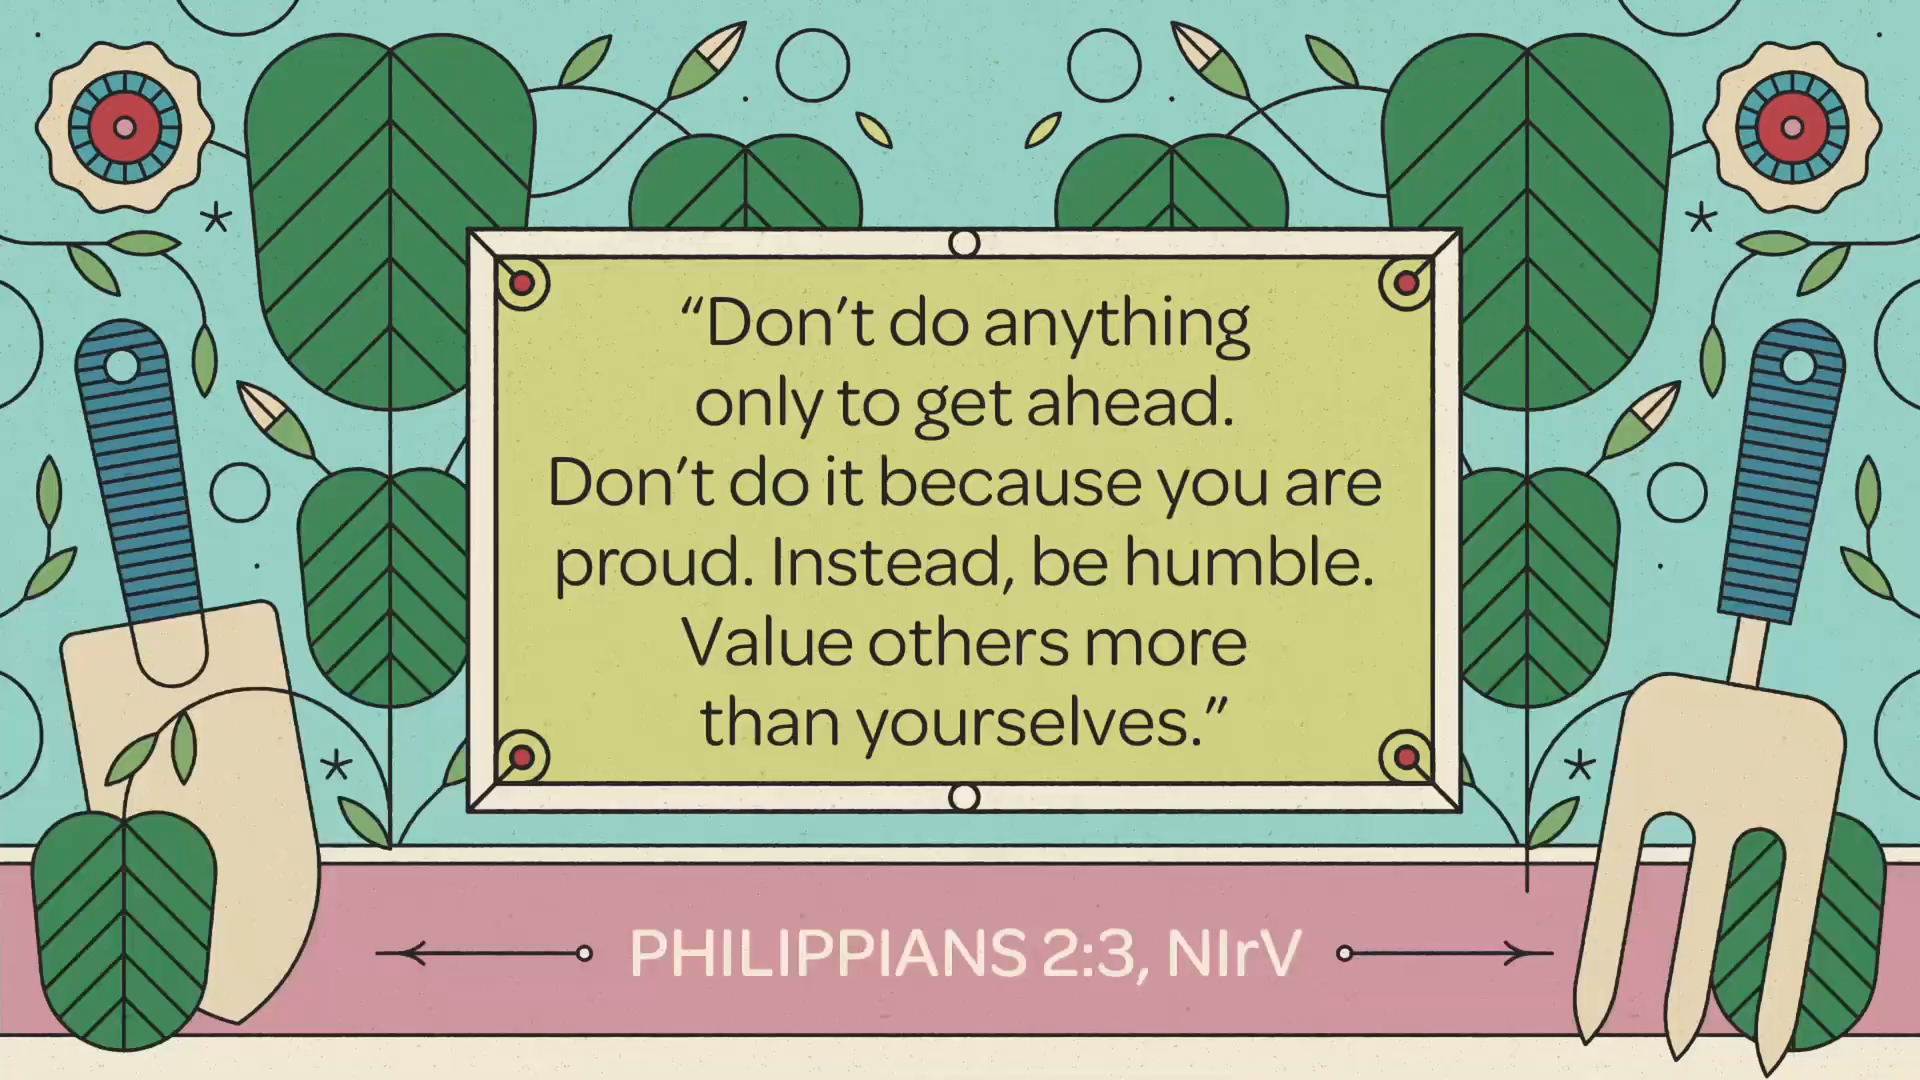 “Don’t do anything
only to get ahead.
Don’t do it because you are
proud. Instead, be humble.
Value others more
than yourselves.”
PHILIPPIANS 2:3, NIrV